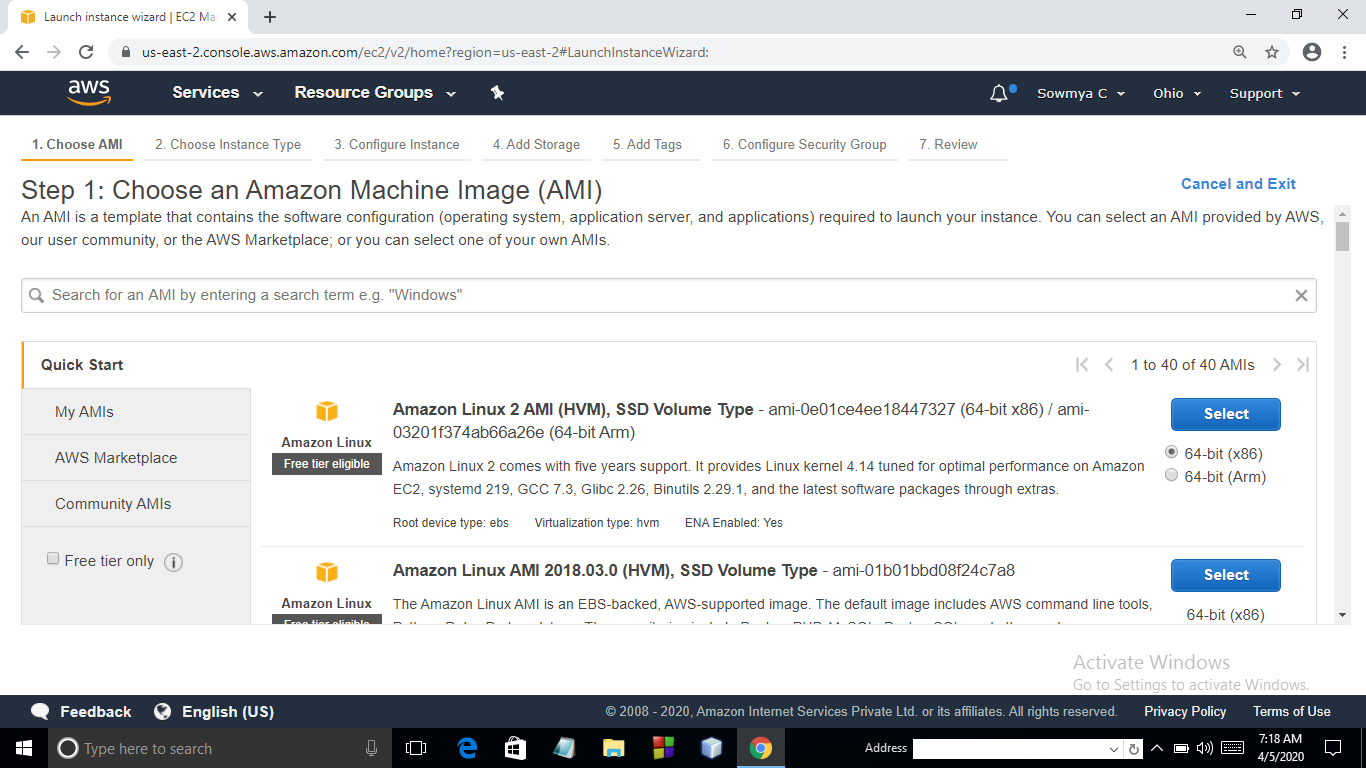 Launch instance wizard | EC2 Ma
us-east-2.console.aws.amazon.com/ec2/v2/home?region=us-east-2#LaunchInstanceWizard:
aws Services Resource Groups Sowmya C Ohio Support
1. Choose AMI 2. Choose Instance Type 3. Configure Instance 4. Add Storage 5. Add Tags 6. Configure Security Group 7. Review
Step 1: Choose an Amazon Machine Image (AMI) Cancel and Exit
An AMI is a template that contains the software configuration (operating system, application server, and applications) required to launch your instance. You can select an AMI provided by AWS,
our user community, or the AWS Marketplace; or you can select one of your own AMIs.
Search for an AMI by entering a search term e.g. "Windows"
Quick Start
1 to 40 of 40 AMIs
My AMIs
AWS Marketplace
Community AMIs
Free tier only
Amazon Linux
Free tier eligible
Amazon Linux 2 AMI (HVM), SSD Volume Type - ami-0e01ce4ee18447327 (64-bit x86) / ami-
03201f374ab66a26e (64-bit Arm)
Amazon Linux 2 comes with five years support. It provides Linux kernel 4.14 tuned for optimal performance on Amazon
EC2, systemd 219, GCC 7.3, Glibc 2.26, Binutils 2.29.1, and the latest software packages through extras.
Root device type: ebs Virtualization type: hvm ENA Enabled: Yes
Select
64-bit (x86)
64-bit (Arm)
Amazon Linux
Free tier eligible
Amazon Linux AMI 2018.03.0 (HVM), SSD Volume Type - ami-01b01bbd08f24c7a8
The Amazon Linux AMI is an EBS-backed, AWS-supported image. The default image includes AWS command line tools,
Select
64-bit (x86)
Activate Windows
Go to Settings to activate Windows.
Feedback English (US) © 2008 - 2020, Amazon Internet Services Private Ltd. or its affiliates. All rights reserved. Privacy Policy Terms of Use
Type here to search
Address
7:18 AM
4/5/2020